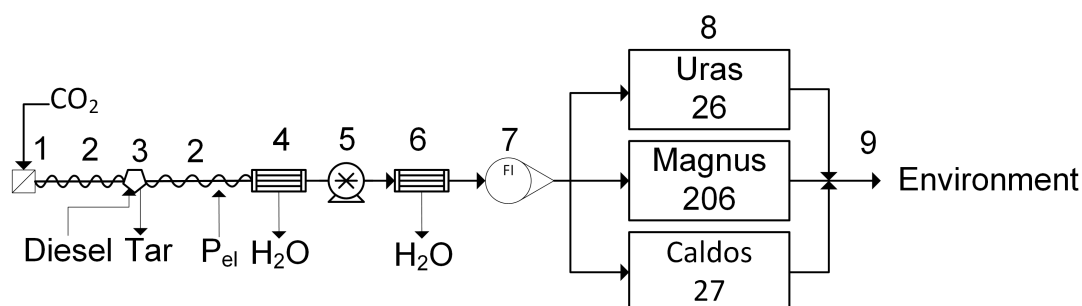 8
Uras
26
CO₂
1
2
3
2
4
5
6
7
FI
Magnus
206
9
Environment
Diesel
Tar
Pel
H₂O
H₂O
Caldos
27